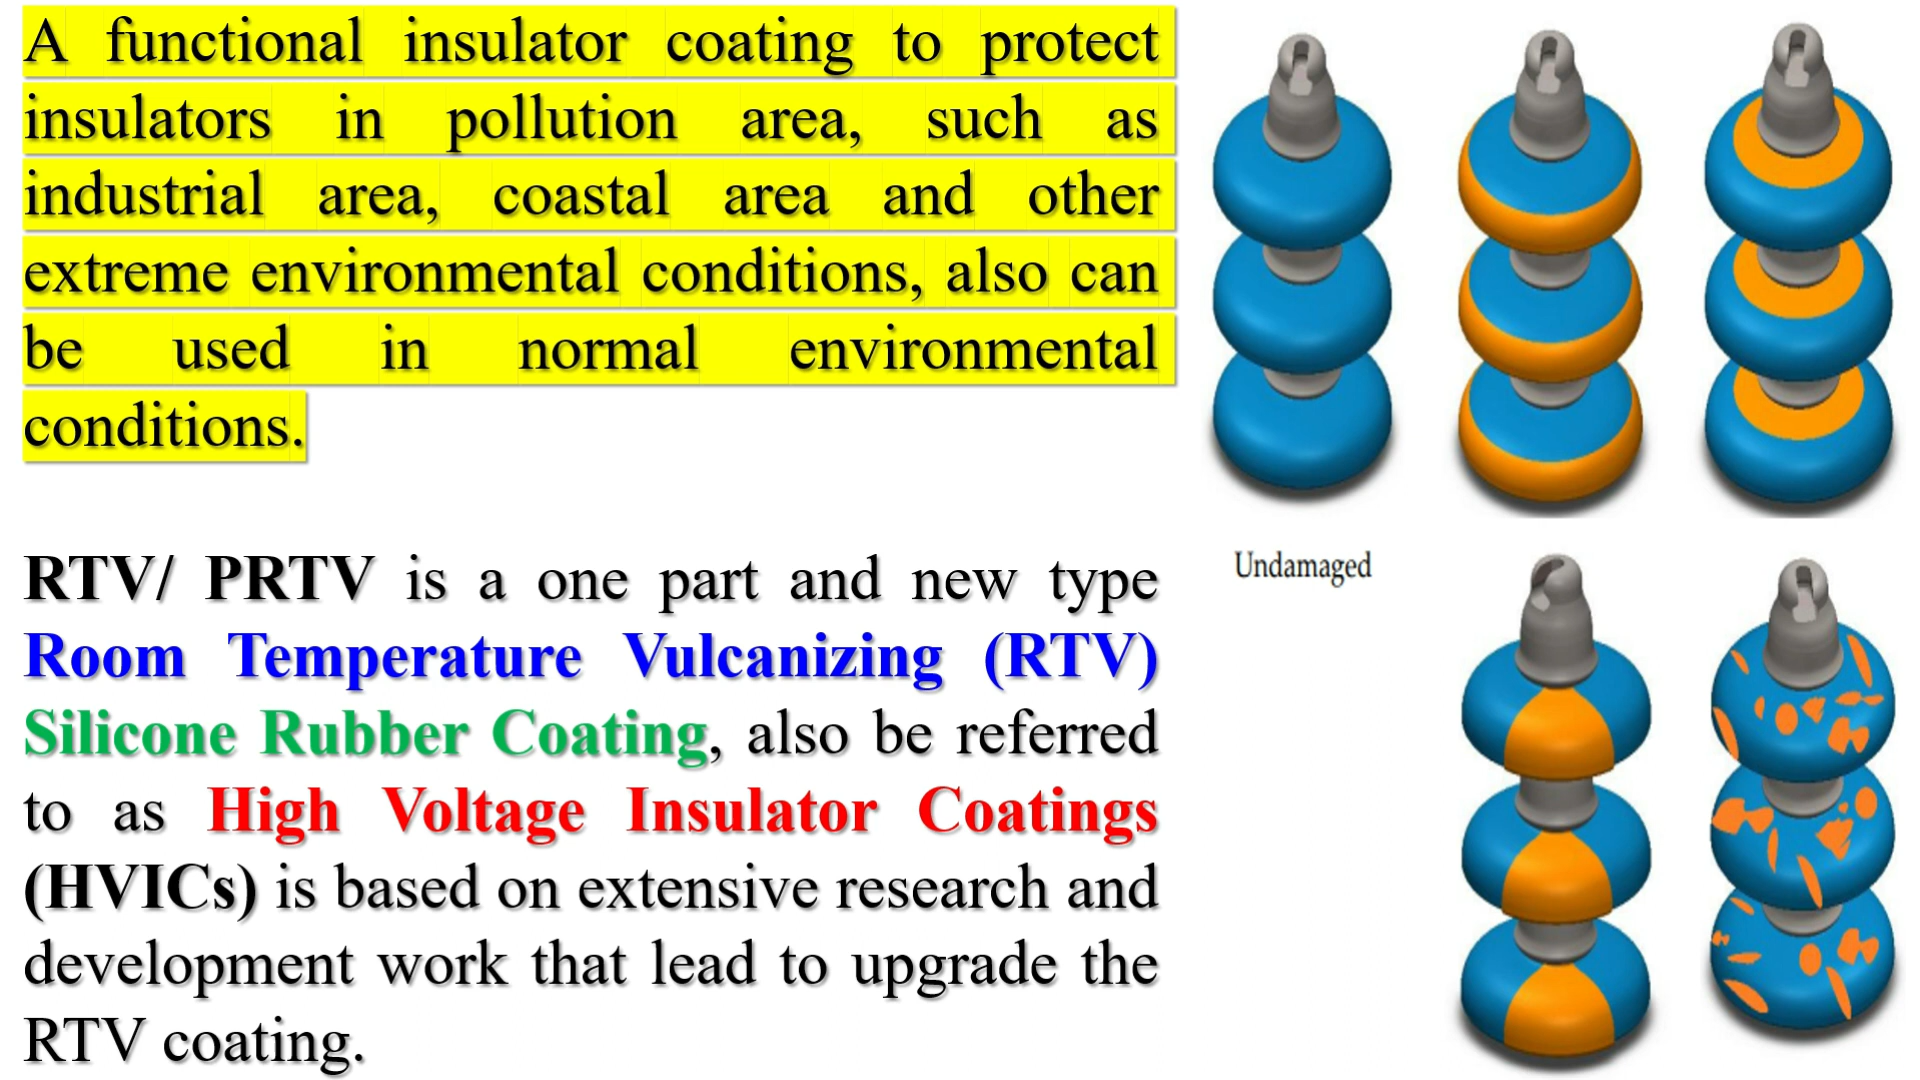 A functional insulator coating to protect
insulators in pollution area, such as
industrial area, coastal area and other
extreme environmental conditions, also can
be used in normal environmental
conditions.
RTV/ PRTV is a one part and new type
Room Temperature Vulcanizing (RTV)
Silicone Rubber Coating, also be referred
to as High Voltage Insulator Coatings
(HVICs) is based on extensive research and
development work that lead to upgrade the
RTV coating.
Undamaged